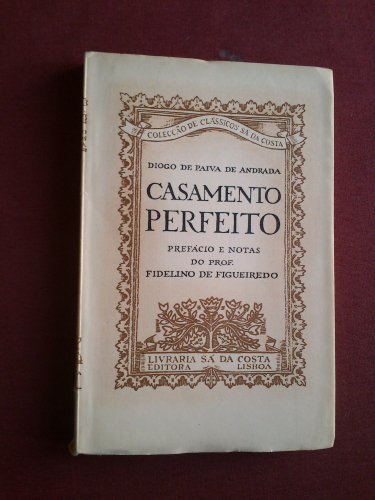 COLECÇÃO DE CLÁSSICOS SÁ DA COSTA
DIOGO DE PAIVA DE ANDRADA
CASAMENTO
PERFEITO
PREFÁCIO E NOTAS
DO PROF.
FIDELINO DE FIGUEIREDO
LIVRARIA SÁ DA COSTA
EDITORA LISBOA